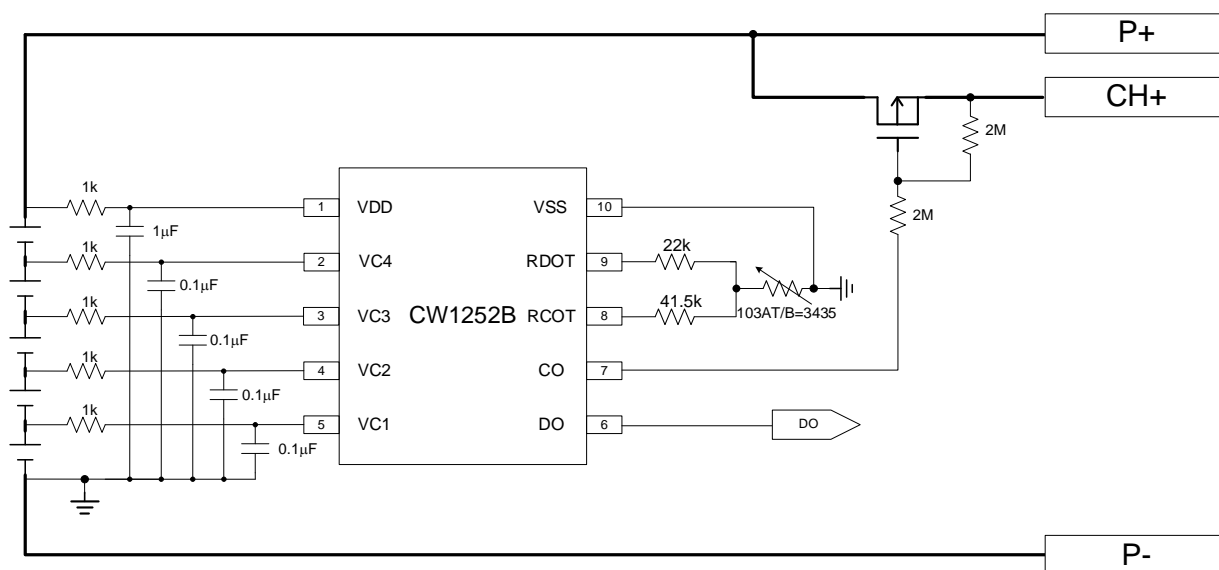 P+
CH+
2M
2M
1k
1 VDD VSS 10
1µF
1k
2 VC4 RDOT 9 22k
0.1µF
1k
3 VC3 CW1252B RCOT 8 41.5k
103AT/B=3435
0.1µF
1k
4 VC2 CO 7
0.1µF
1k
5 VC1 DO 6 DO
0.1µF
P-